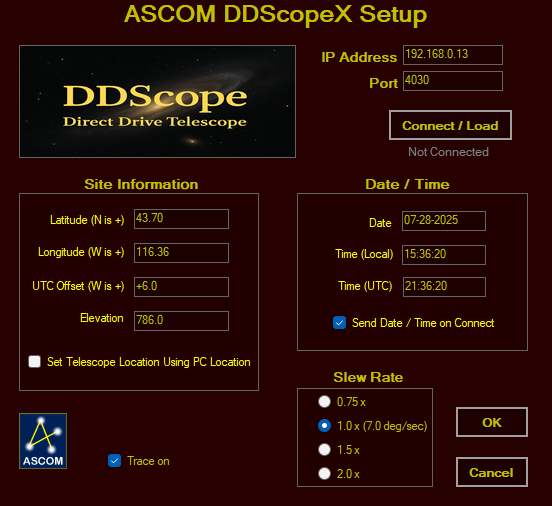 ASCOM DDScopeX Setup
DDScope
Direct Drive Telescope
IP Address 192.168.0.13
Port 4030
Connect / Load
Not Connected
Site Information
Latitude (N is +) 43.70
Longitude (W is +) 116.36
UTC Offset (W is +) +6.0
Elevation 786.0
Set Telescope Location Using PC Location
Date / Time
Date 07-28-2025
Time (Local) 15:36:20
Time (UTC) 21:36:20
Send Date / Time on Connect
Slew Rate
0.75 x
1.0 x (7.0 deg/sec)
1.5 x
2.0 x
ASCOM
Trace on
OK
Cancel